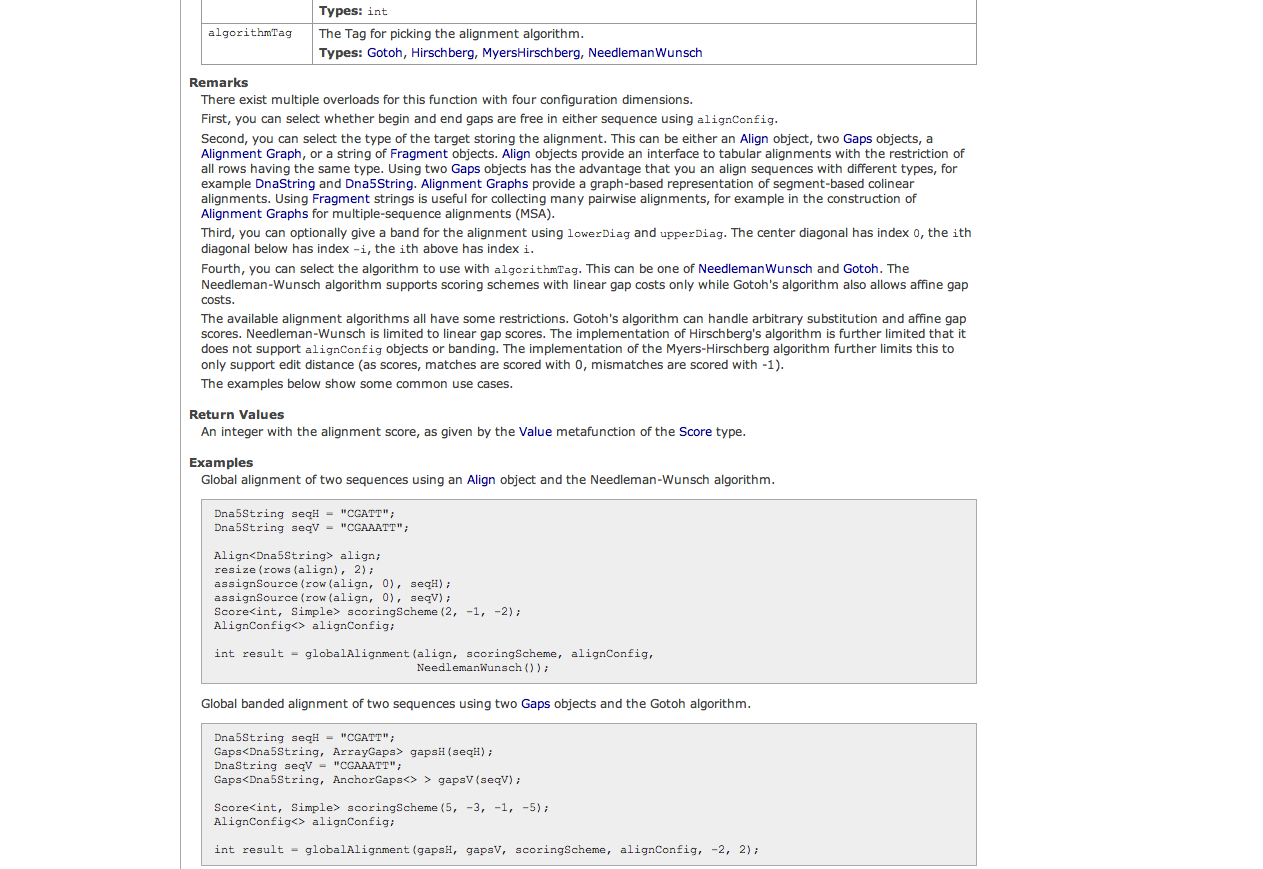 Types: int
algorithmTag The Tag for picking the alignment algorithm.
Types: Gotoh, Hirschberg, MyersHirschberg, NeedlemanWunsch
Remarks
There exist multiple overloads for this function with four configuration dimensions.
First, you can select whether begin and end gaps are free in either sequence using alignConfig.
Second, you can select the type of the target storing the alignment. This can be either an Align object, two Gaps objects, a
Alignment Graph, or a string of Fragment objects. Align objects provide an interface to tabular alignments with the restriction of
all rows having the same type. Using two Gaps objects has the advantage that you an align sequences with different types, for
example DnaString and Dna5String. Alignment Graphs provide a graph-based representation of segment-based colinear
alignments. Using Fragment strings is useful for collecting many pairwise alignments, for example in the construction of
Alignment Graphs for multiple-sequence alignments (MSA).
Third, you can optionally give a band for the alignment using lowerDiag and upperDiag. The center diagonal has index 0, the ith
diagonal below has index -i, the ith above has index i.
Fourth, you can select the algorithm to use with algorithmTag. This can be one of NeedlemanWunsch and Gotoh. The
Needleman-Wunsch algorithm supports scoring schemes with linear gap costs only while Gotoh's algorithm also allows affine gap
costs.
The available alignment algorithms all have some restrictions. Gotoh's algorithm can handle arbitrary substitution and affine gap
scores. Needleman-Wunsch is limited to linear gap scores. The implementation of Hirschberg's algorithm is further limited that it
does not support alignConfig objects or banding. The implementation of the Myers-Hirschberg algorithm further limits this to
only support edit distance (as scores, matches are scored with 0, mismatches are scored with -1).
The examples below show some common use cases.
Return Values
An integer with the alignment score, as given by the Value metafunction of the Score type.
Examples
Global alignment of two sequences using an Align object and the Needleman-Wunsch algorithm.
Dna5String seqH = "CGATT";
Dna5String seqV = "CGAAATT";
Align<Dna5String> align;
resize(rows(align), 2);
assignSource(row(align, 0), seqH);
assignSource(row(align, 0), seqV);
Score<int, Simple> scoringScheme(2, -1, -2);
AlignConfig<> alignConfig;
int result = globalAlignment(align, scoringScheme, alignConfig,
NeedlemanWunsch());
Global banded alignment of two sequences using two Gaps objects and the Gotoh algorithm.
Dna5String seqH = "CGATT";
Gaps<Dna5String, ArrayGaps> gapsH(seqH);
DnaString seqV = "CGAAATT";
Gaps<Dna5String, AnchorGaps<> > gapsV(seqV);
Score<int, Simple> scoringScheme(5, -3, -1, -5);
AlignConfig<> alignConfig;
int result = globalAlignment(gapsH, gapsV, scoringScheme, alignConfig, -2, 2);